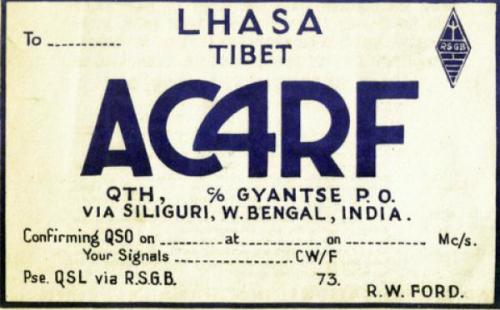 LHASA
To ............
TIBET
R S G B
AC4RF
QTH, c/o GYANTSE P.O.
VIA SILIGURI, W. BENGAL, INDIA.
Confirming QSO on ............ at ............ on ............ Mc/s.
Your Signals ............ CW/F
Pse. QSL via R.S.G.B. 73.
R.W. FORD.